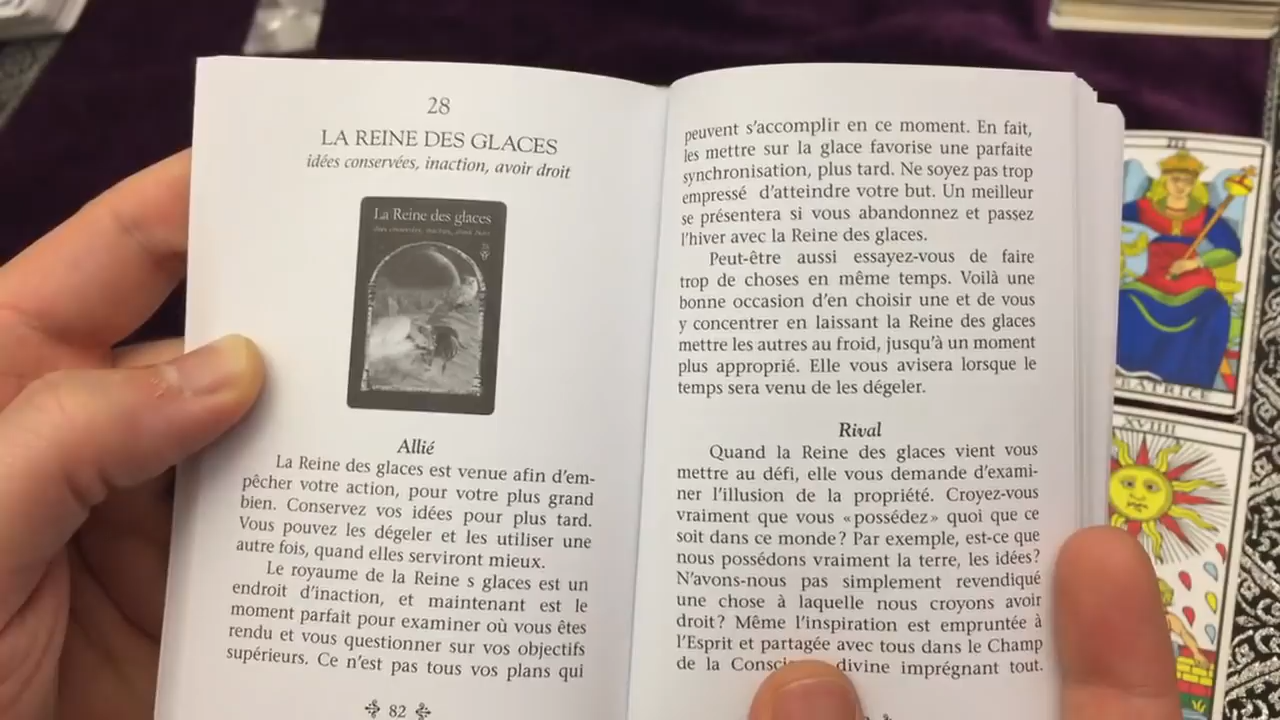 28
LA REINE DES GLACES
idées conservées, inaction, avoir droit
La Reine des glaces
Allié
La Reine des glaces est venue afin d'em-
pêcher votre action, pour votre plus grand
bien. Conservez vos idées pour plus tard.
Vous pouvez les dégeler et les utiliser une
autre fois, quand elles serviront mieux.
Le royaume de la Reine s glaces est un
endroit d'inaction, et maintenant est le
moment parfait pour examiner où vous êtes
rendu et vous questionner sur vos objectifs
supérieurs. Ce n'est pas tous vos plans qui
82
peuvent s'accomplir en ce moment. En fait,
les mettre sur la glace favorise une parfaite
synchronisation, plus tard. Ne soyez pas trop
empressé d'atteindre votre but. Un meilleur
se présentera si vous abandonnez et passez
l'hiver avec la Reine des glaces.
Peut-être aussi essayez-vous de faire
trop de choses en même temps. Voilà une
bonne occasion d'en choisir une et de vous
y concentrer en laissant la Reine des glaces
mettre les autres au froid, jusqu'à un moment
plus approprié. Elle vous avisera lorsque le
temps sera venu de les dégeler.
Rival
Quand la Reine des glaces vient vous
mettre au défi, elle vous demande d'exami-
ner l'illusion de la propriété. Croyez-vous
vraiment que vous «possédez» quoi que ce
soit dans ce monde? Par exemple, est-ce que
nous possédons vraiment la terre, les idées?
N'avons-nous pas simplement revendiqué
une chose à laquelle nous croyons avoir
droit? Même l'inspiration est empruntée à
l'Esprit et partagée avec tous dans le Champ
de la divine imprégnant tout.
III
XVIIII